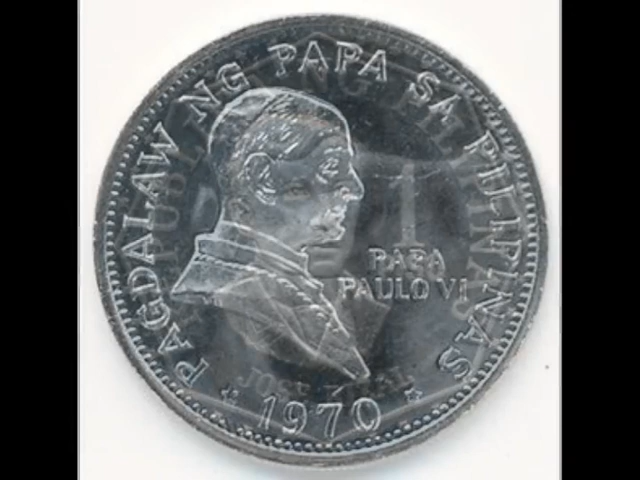 PAGDALAW NG PAPA SA PILIPINAS
PAPA
PAULO VI
1
1970